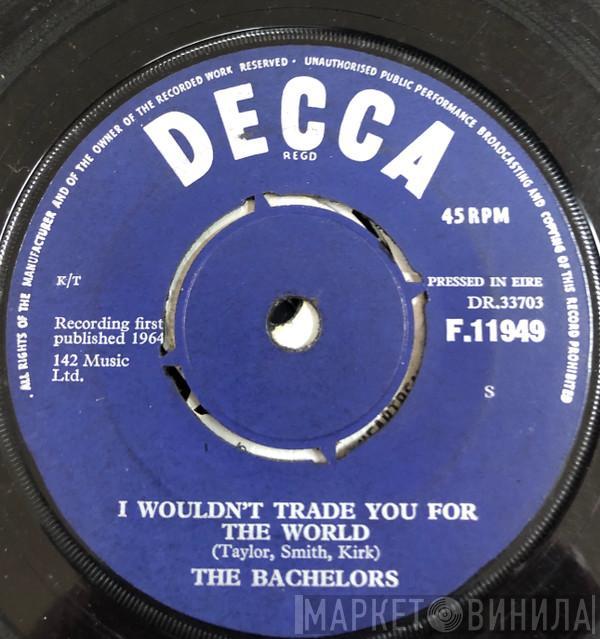 · ALL RIGHTS OF THE MANUFACTURER AND OF THE OWNER OF THE RECORDED WORK RESERVED · UNAUTHORISED PUBLIC PERFORMANCE BROADCASTING AND COPYING OF THIS RECORD PROHIBITED
DECCA
REGD
45 RPM
K/T
PRESSED IN EIRE
DR.33703
Recording first
published 1964
F.11949
142 Music
Ltd.
S
I WOULDN'T TRADE YOU FOR
THE WORLD
(Taylor, Smith, Kirk)
THE BACHELORS
МАРКЕТ ВИНИЛА